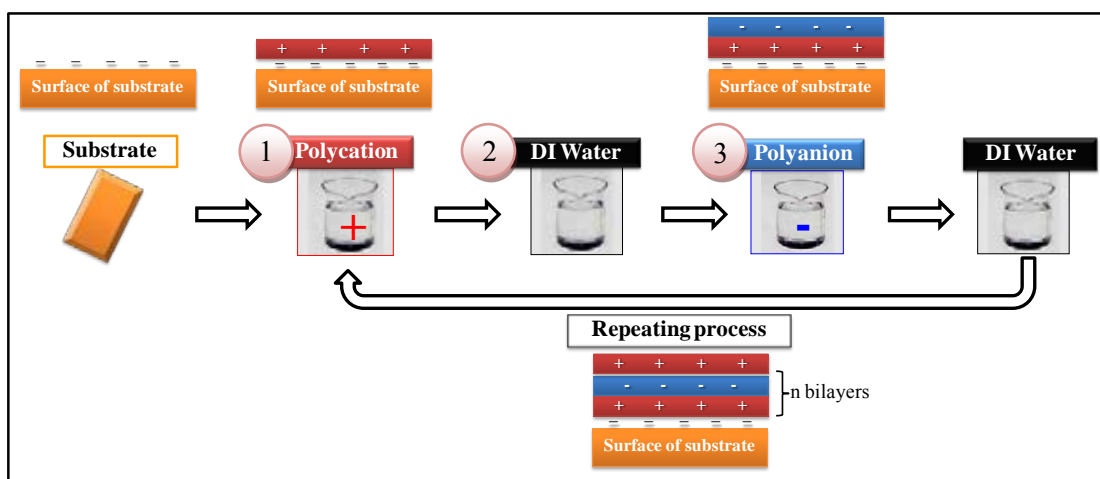 - - - -
+ + + +
+ + + +
− − − − −
Surface of substrate
− − − − −
Surface of substrate
− − − − −
Surface of substrate
Substrate
1
Polycation
2
DI Water
3
Polyanion
DI Water
+
-
Repeating process
+ + + +
- - - -
+ + + +
n bilayers
− − − − −
Surface of substrate